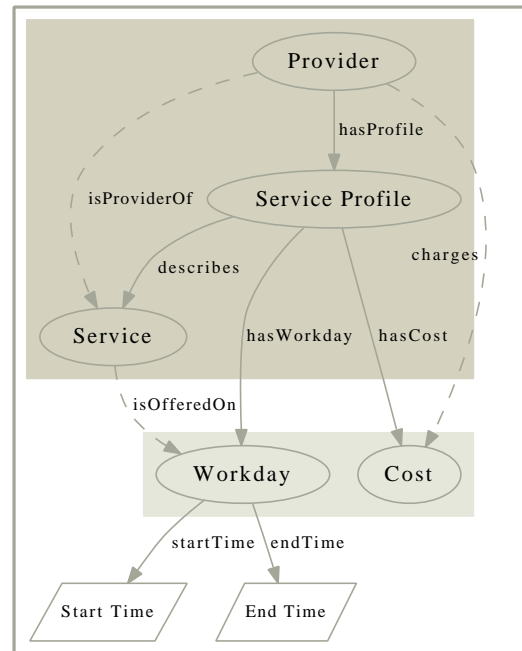 Provider
hasProfile
isProviderOf
Service Profile
charges
describes
Service
hasWorkday
hasCost
isOfferedOn
Workday
Cost
startTime
endTime
Start Time
End Time